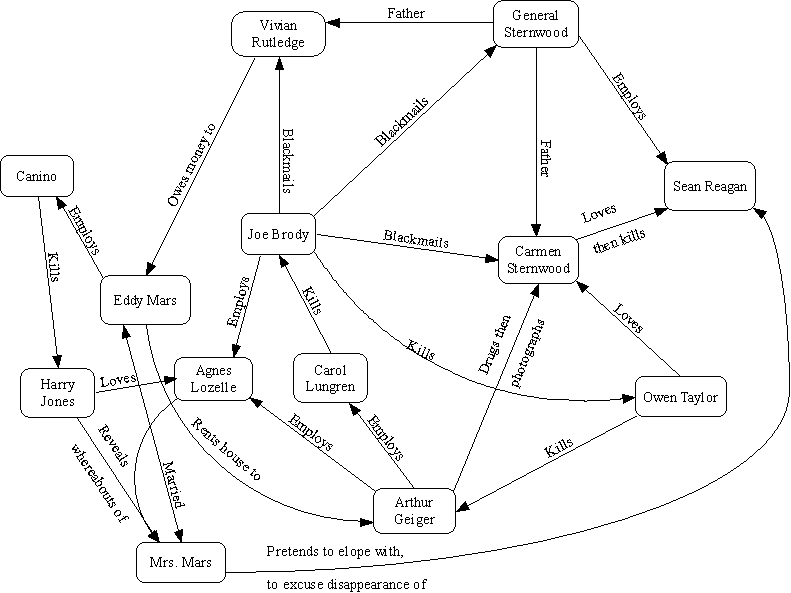 Vivian
Rutledge
Father
General
Sternwood
Employs
Blackmails
Blackmails
Father
Owes money to
Canino
Sean Reagan
Employs
Kills
Joe Brody
Blackmails
Carmen
Sternwood
Loves
then kills
Eddy Mars
Employs
Kills
Loves
Kills
Drugs then
photographs
Harry
Jones
Loves
Agnes
Lozelle
Carol
Lungren
Owen Taylor
Reveals
whereabouts of
Married
Rents house to
Employs
Employs
Kills
Arthur
Geiger
Mrs. Mars
Pretends to elope with,
to excuse disappearance of